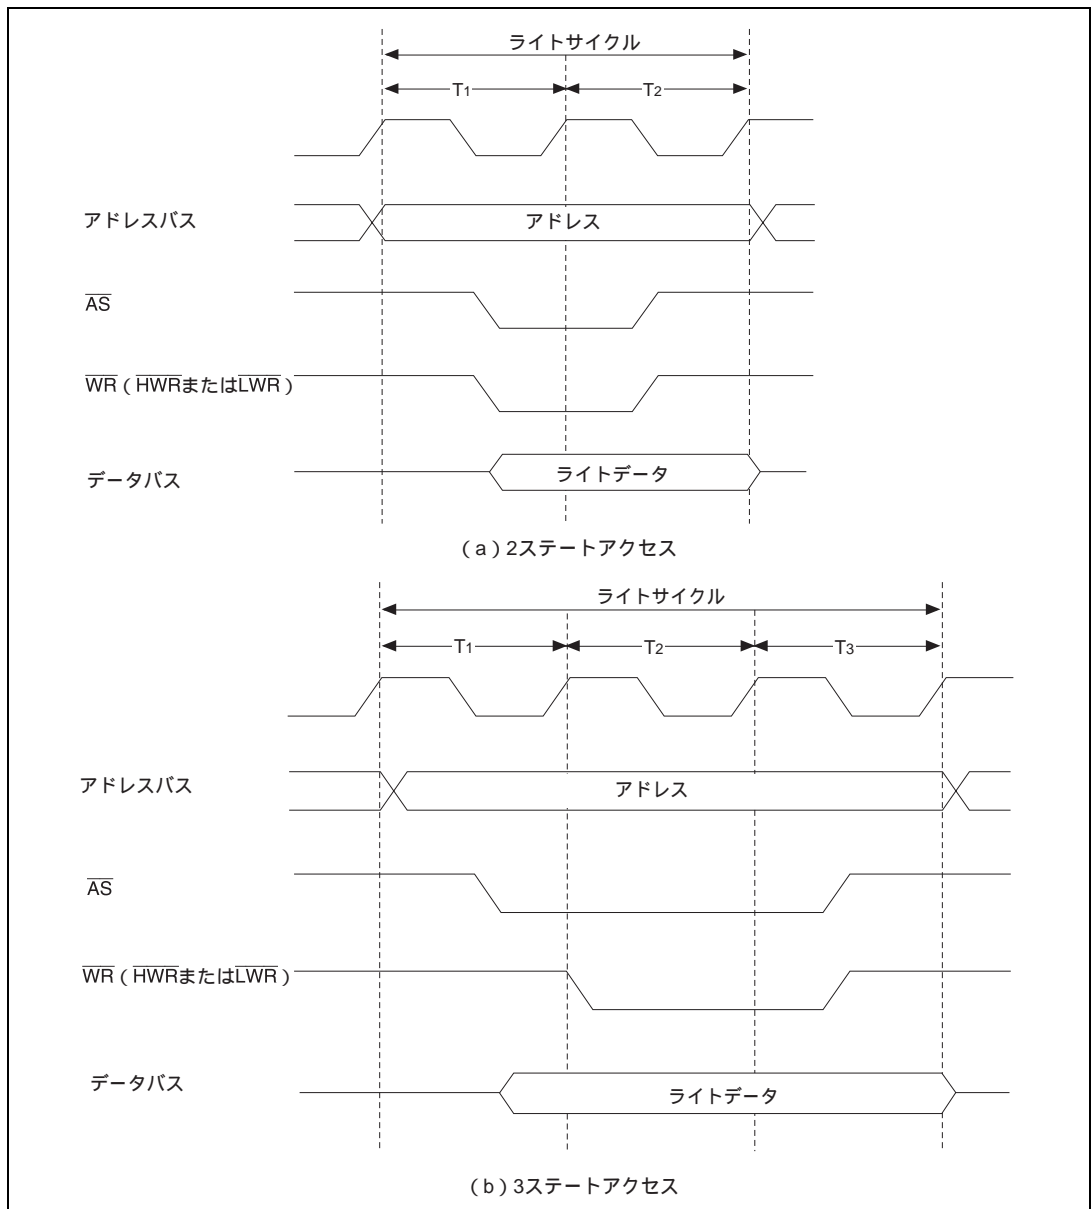 ライトサイクル
T1 T2
アドレスバス アドレス
AS
WR（HWRまたはLWR）
データバス ライトデータ
（a）2ステートアクセス
ライトサイクル
T1 T2 T3
アドレスバス アドレス
AS
WR（HWRまたはLWR）
データバス ライトデータ
（b）3ステートアクセス